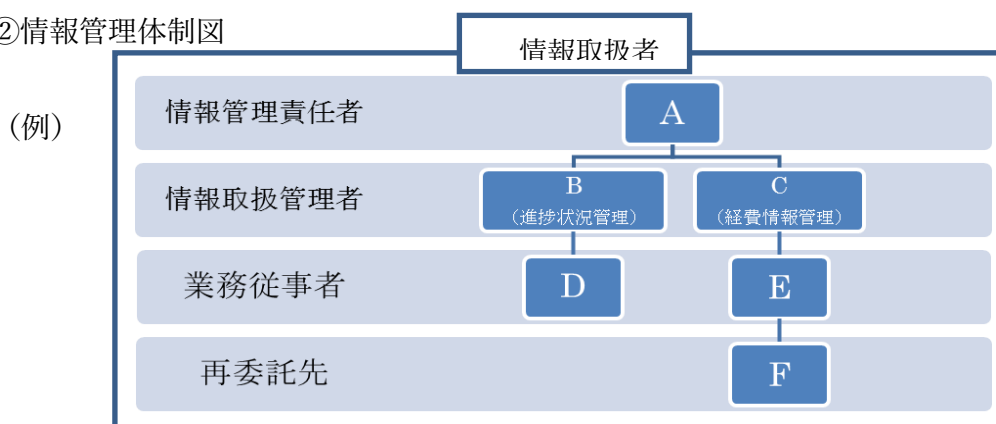 ②情報管理体制図
情報取扱者
（例）
情報管理責任者
A
情報取扱管理者
B
（進捗状況管理）
C
（経費情報管理）
業務従事者
D
E
再委託先
F